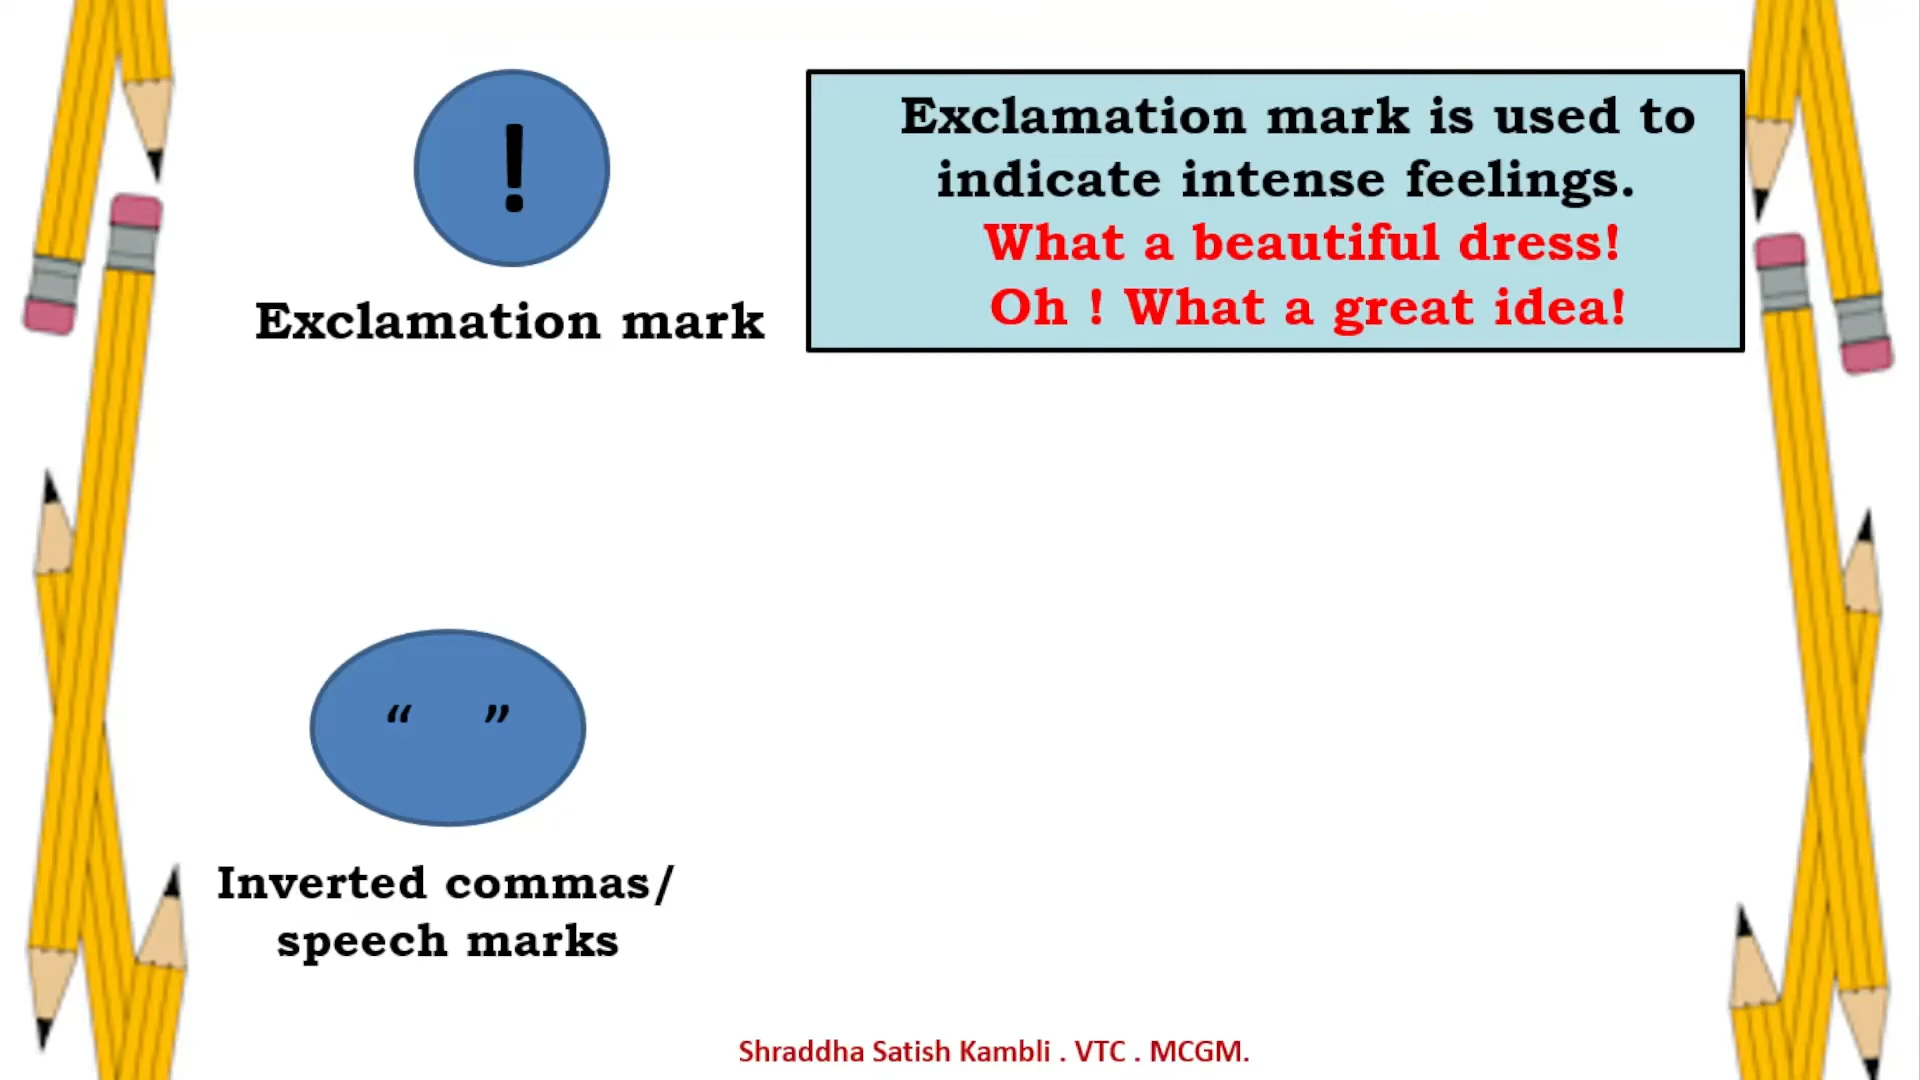 !
Exclamation mark
Exclamation mark is used to
indicate intense feelings.
What a beautiful dress!
Oh ! What a great idea!
“ ”
Inverted commas/
speech marks
Shraddha Satish Kambli . VTC . MCGM.